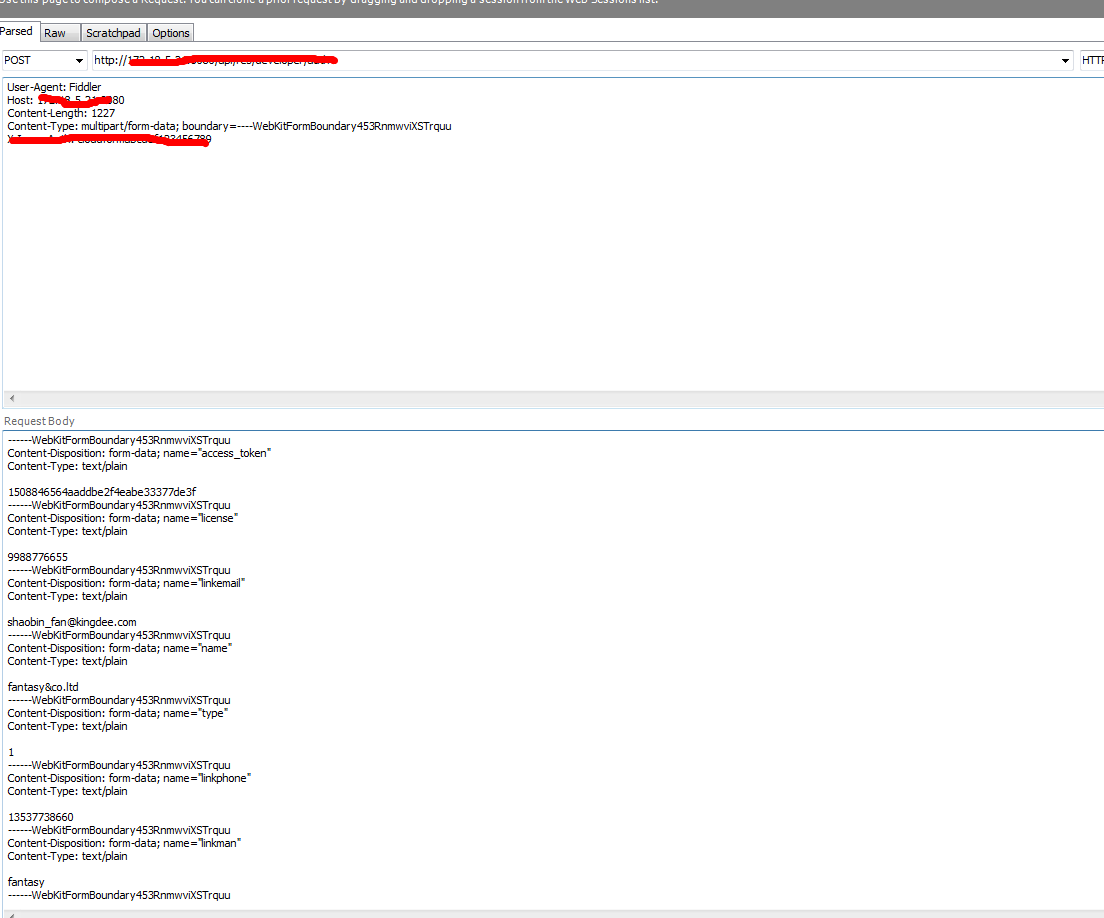 Use this page to compose a Request. You can clone a prior request by dragging and dropping a session from the Web Sessions list.
Parsed Raw Scratchpad Options
POST http:// HTTP
User-Agent: Fiddler
Host:
Content-Length: 1227
Content-Type: multipart/form-data; boundary=----WebKitFormBoundary453RnmwviXSTrquu
Request Body
------WebKitFormBoundary453RnmwviXSTrquu
Content-Disposition: form-data; name="access_token"
Content-Type: text/plain
1508846564aaddbe2f4eabe33377de3f
------WebKitFormBoundary453RnmwviXSTrquu
Content-Disposition: form-data; name="license"
Content-Type: text/plain
9988776655
------WebKitFormBoundary453RnmwviXSTrquu
Content-Disposition: form-data; name="linkemail"
Content-Type: text/plain
shaobin_fan@kingdee.com
------WebKitFormBoundary453RnmwviXSTrquu
Content-Disposition: form-data; name="name"
Content-Type: text/plain
fantasy&co.ltd
------WebKitFormBoundary453RnmwviXSTrquu
Content-Disposition: form-data; name="type"
Content-Type: text/plain
1
------WebKitFormBoundary453RnmwviXSTrquu
Content-Disposition: form-data; name="linkphone"
Content-Type: text/plain
13537738660
------WebKitFormBoundary453RnmwviXSTrquu
Content-Disposition: form-data; name="linkman"
Content-Type: text/plain
fantasy
------WebKitFormBoundary453RnmwviXSTrquu